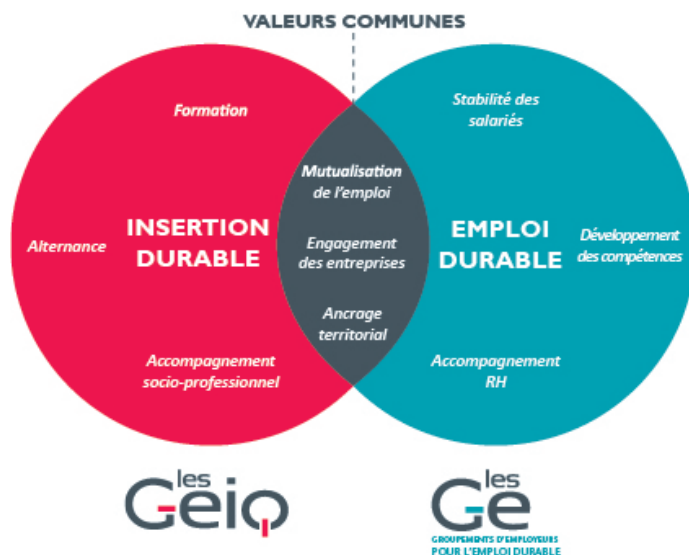 VALEURS COMMUNES
Formation
Alternance
INSERTION
DURABLE
Accompagnement
socio-professionnel
Mutualisation
de l'emploi
Engagement
des entreprises
Ancrage
territorial
Stabilité des
salariés
EMPLOI
DURABLE
Développement
des compétences
Accompagnement
RH
les
Geiq
les
Ge
GROUPEMENTS D'EMPLOYEURS
POUR L'EMPLOI DURABLE